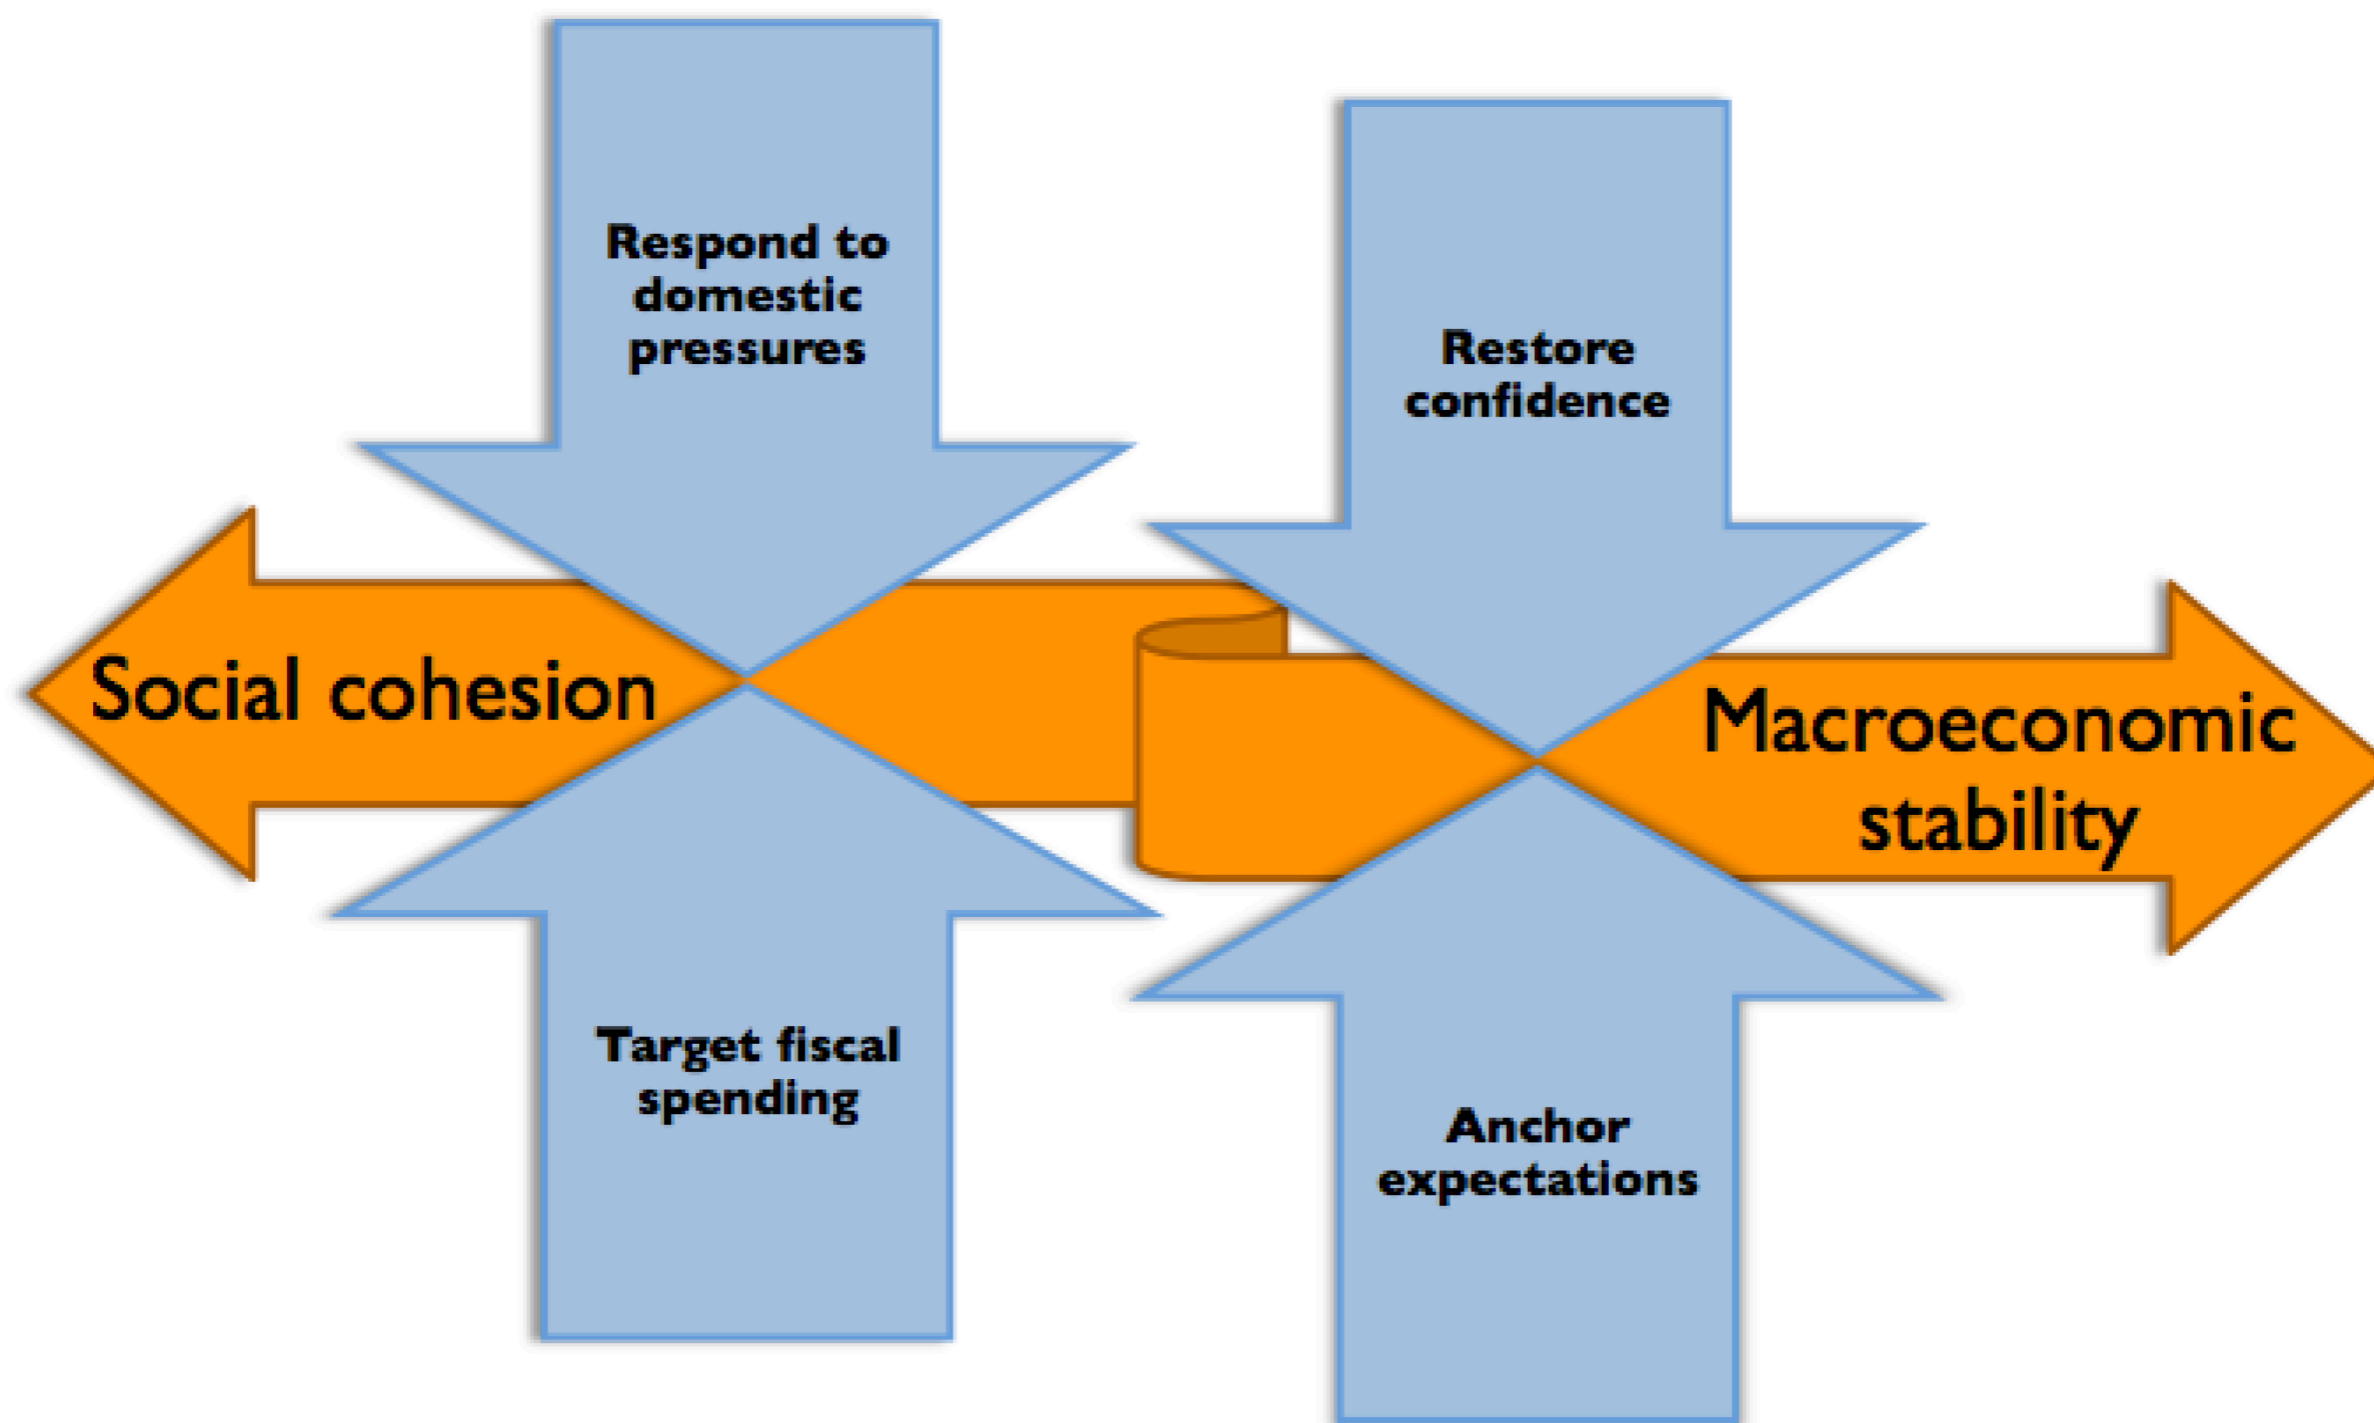 Respond to
domestic
pressures
Restore
confidence
Social cohesion
Macroeconomic
stability
Target fiscal
spending
Anchor
expectations